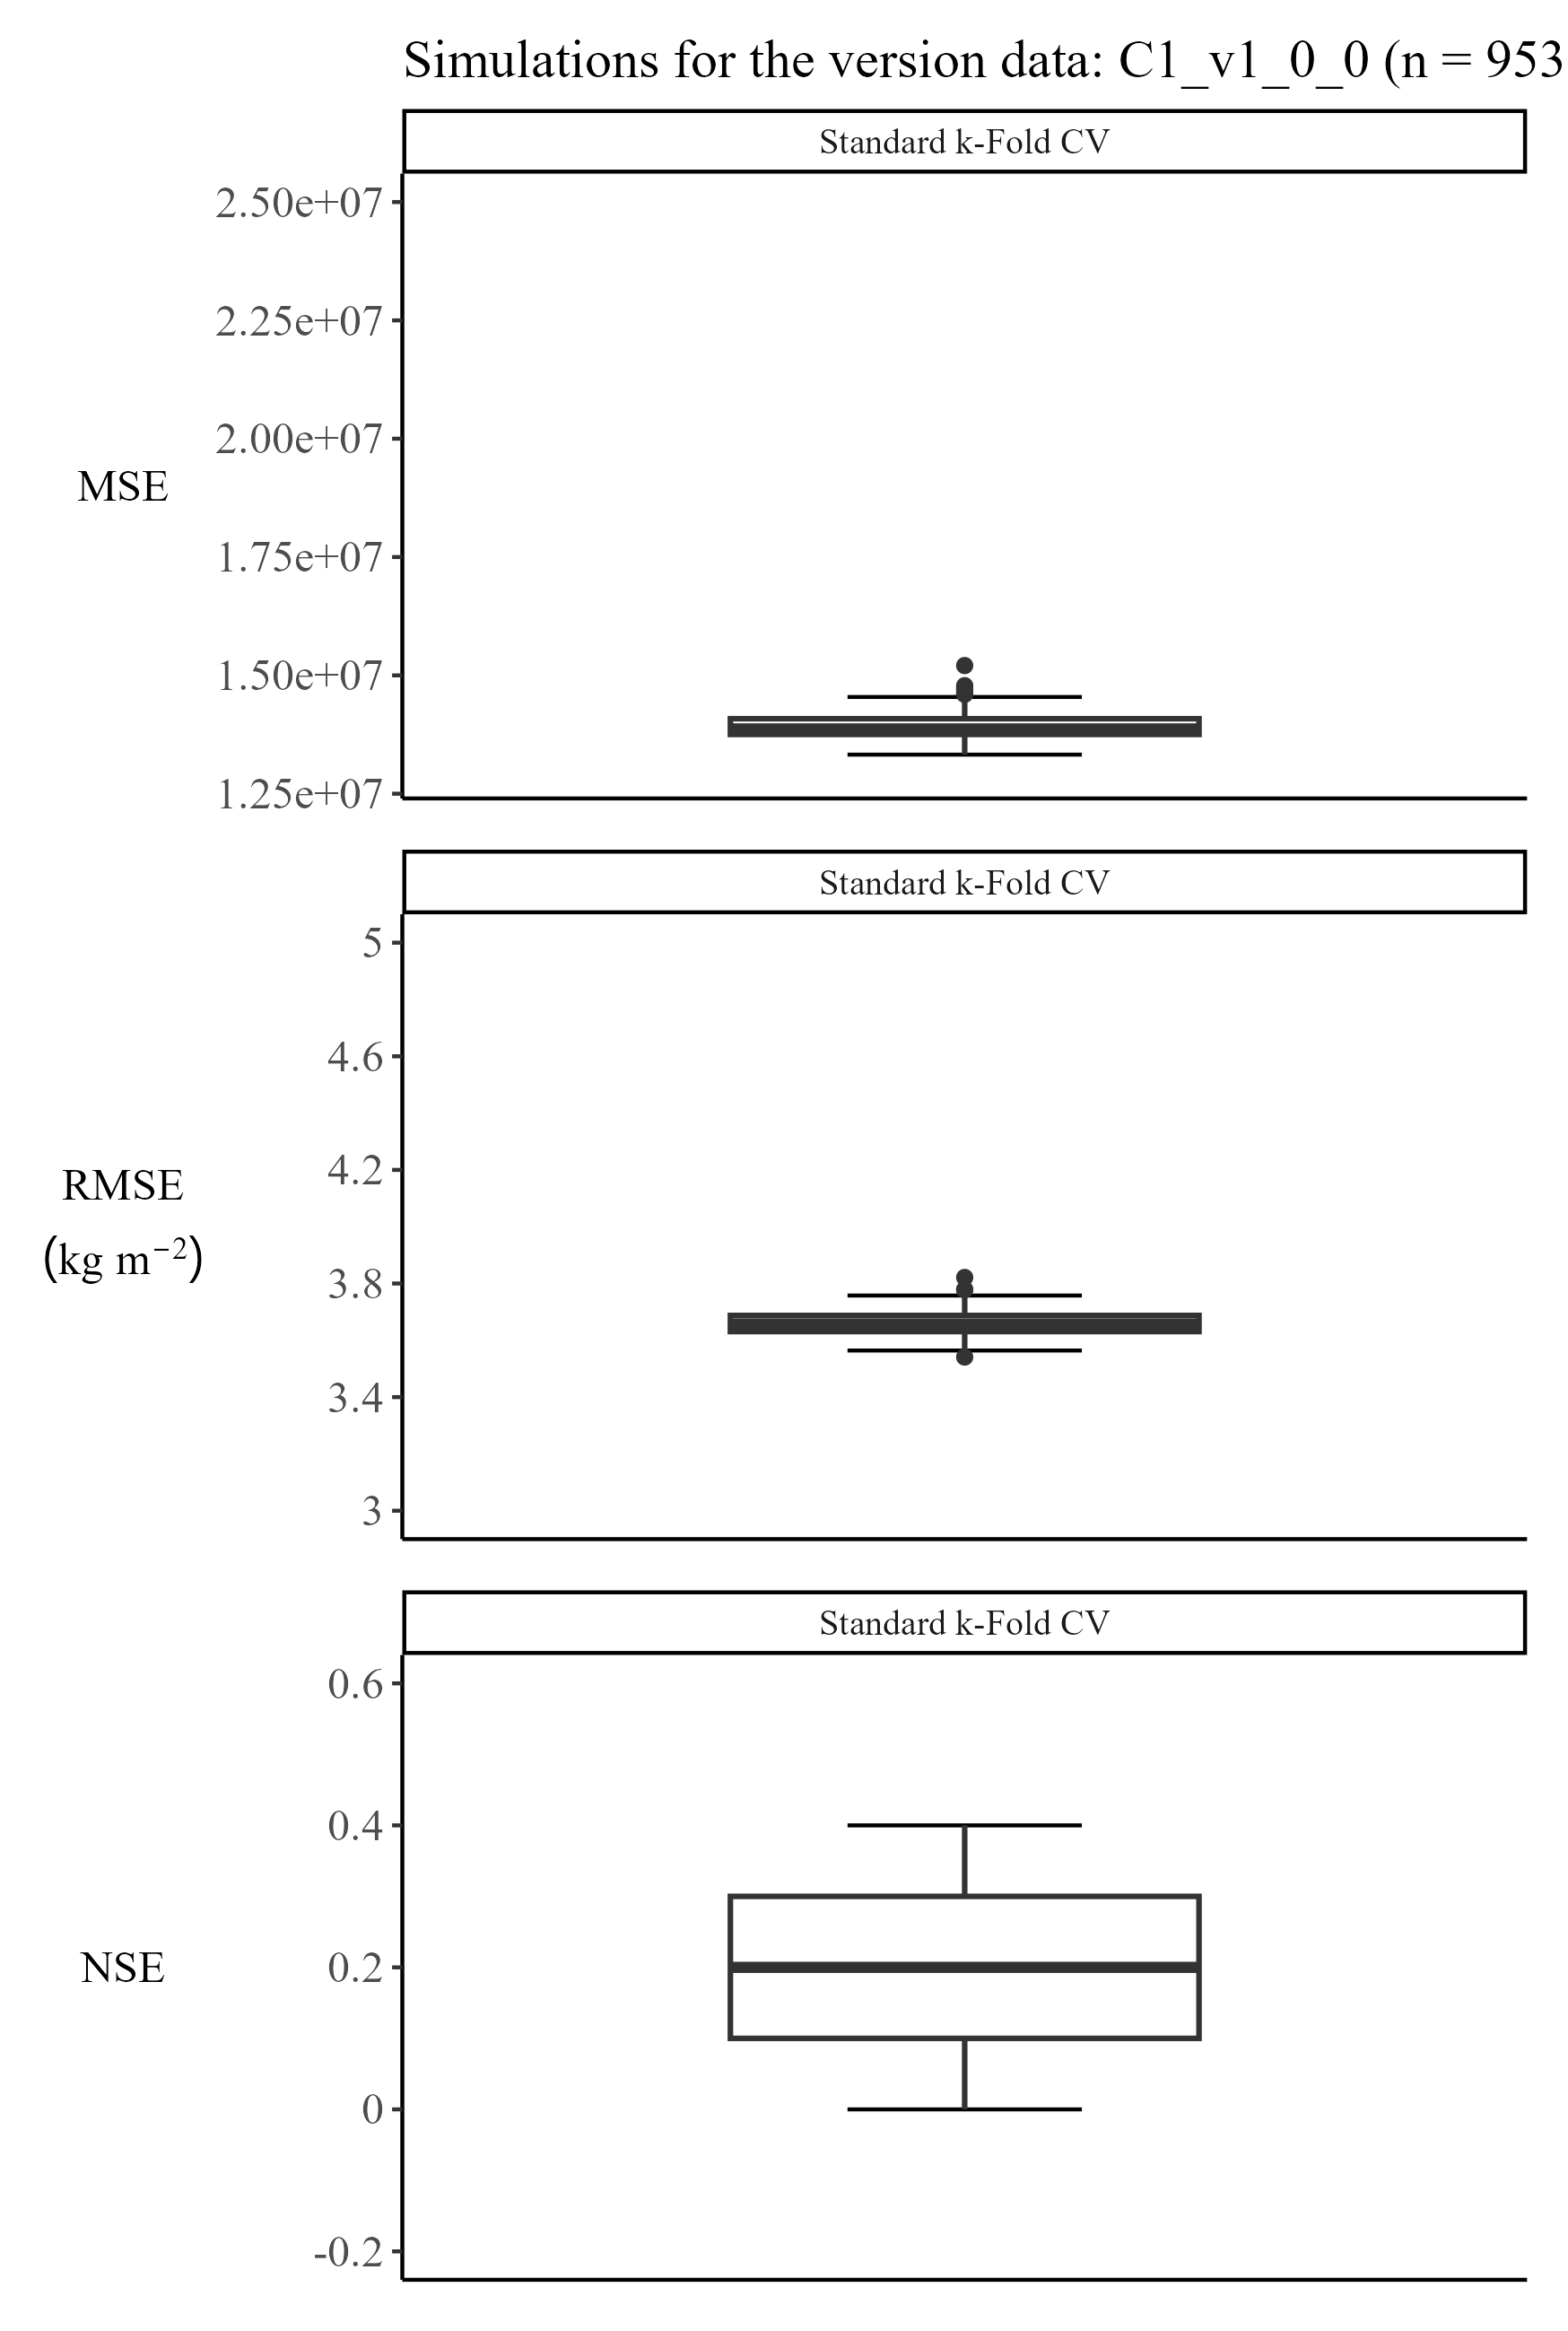 Simulations for the version data: C1_v1_0_0 (n = 953
Standard k-Fold CV
2.50e+07
2.25e+07
2.00e+07
MSE
1.75e+07
1.50e+07
1.25e+07
Standard k-Fold CV
5
4.6
4.2
RMSE
(kg m⁻²)
3.8
3.4
3
Standard k-Fold CV
0.6
0.4
NSE
0.2
0
-0.2